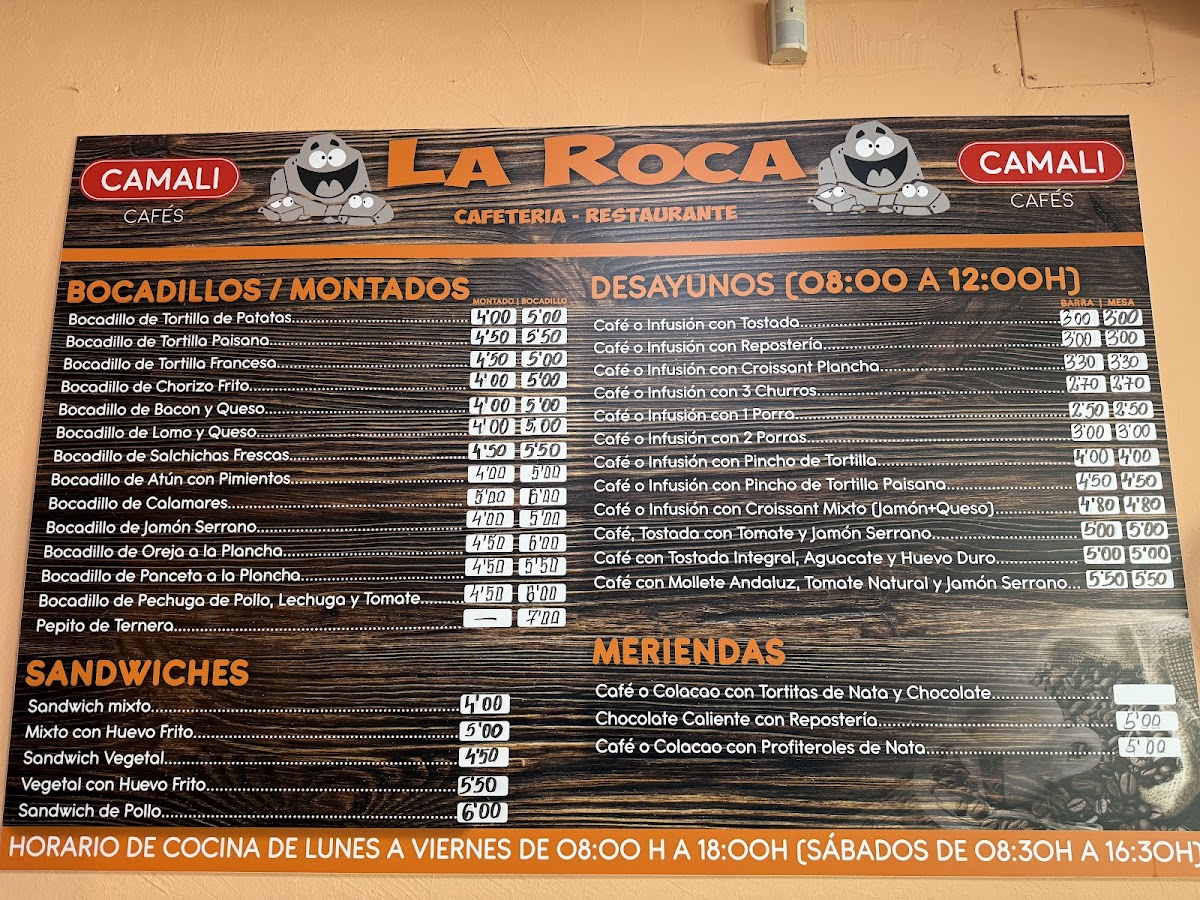 CAMALI
CAFÉS
LA ROCA
CAFETERIA - RESTAURANTE
CAMALI
CAFÉS
BOCADILLOS / MONTADOS
MONTADO | BOCADILLO
Bocadillo de Tortilla de Patatas 4'00 5'00
Bocadillo de Tortilla Paisana 4'50 5'50
Bocadillo de Tortilla Francesa 4'50 5'00
Bocadillo de Chorizo Frito 4'00 5'00
Bocadillo de Bacon y Queso 4'00 5'00
Bocadillo de Lomo y Queso 4'00 5,00
Bocadillo de Salchichas Frescas 4'50 5'50
Bocadillo de Atún con Pimientos 4'00 5'00
Bocadillo de Calamares 5'00 6'00
Bocadillo de Jamón Serrano 4'00 5'00
Bocadillo de Oreja a la Plancha 4'50 6'00
Bocadillo de Panceta a la Plancha 4'50 5'50
Bocadillo de Pechuga de Pollo, Lechuga y Tomate 4'50 6'00
Pepito de Ternera — 7'00
SANDWICHES
Sandwich mixto 4'00
Mixto con Huevo Frito 5'00
Sandwich Vegetal 4'50
Vegetal con Huevo Frito 5'50
Sandwich de Pollo 6'00
DESAYUNOS (08:00 A 12:00H)
BARRA | MESA
Café o Infusión con Tostada 3'00 3'00
Café o Infusión con Repostería 3'00 3'00
Café o Infusión con Croissant Plancha 3'30 3'30
Café o Infusión con 3 Churros 2'70 2'70
Café o Infusión con 1 Porra 2'50 2'50
Café o Infusión con 2 Porras 3'00 3'00
Café o Infusión con Pincho de Tortilla 4'00 4'00
Café o Infusión con Pincho de Tortilla Paisana 4'50 4'50
Café o Infusión con Croissant Mixto (Jamón+Queso) 4'80 4'80
Café, Tostada con Tomate y Jamón Serrano 5'00 5'00
Café con Tostada Integral, Aguacate y Huevo Duro 5'00 5'00
Café con Mollete Andaluz, Tomate Natural y Jamón Serrano... 5'50 5'50
MERIENDAS
Café o Colacao con Tortitas de Nata y Chocolate
Chocolate Caliente con Repostería 5'00
Café o Colacao con Profiteroles de Nata 5'00
HORARIO DE COCINA DE LUNES A VIERNES DE 08:00 H A 18:00H (SÁBADOS DE 08:30H A 16:30H)